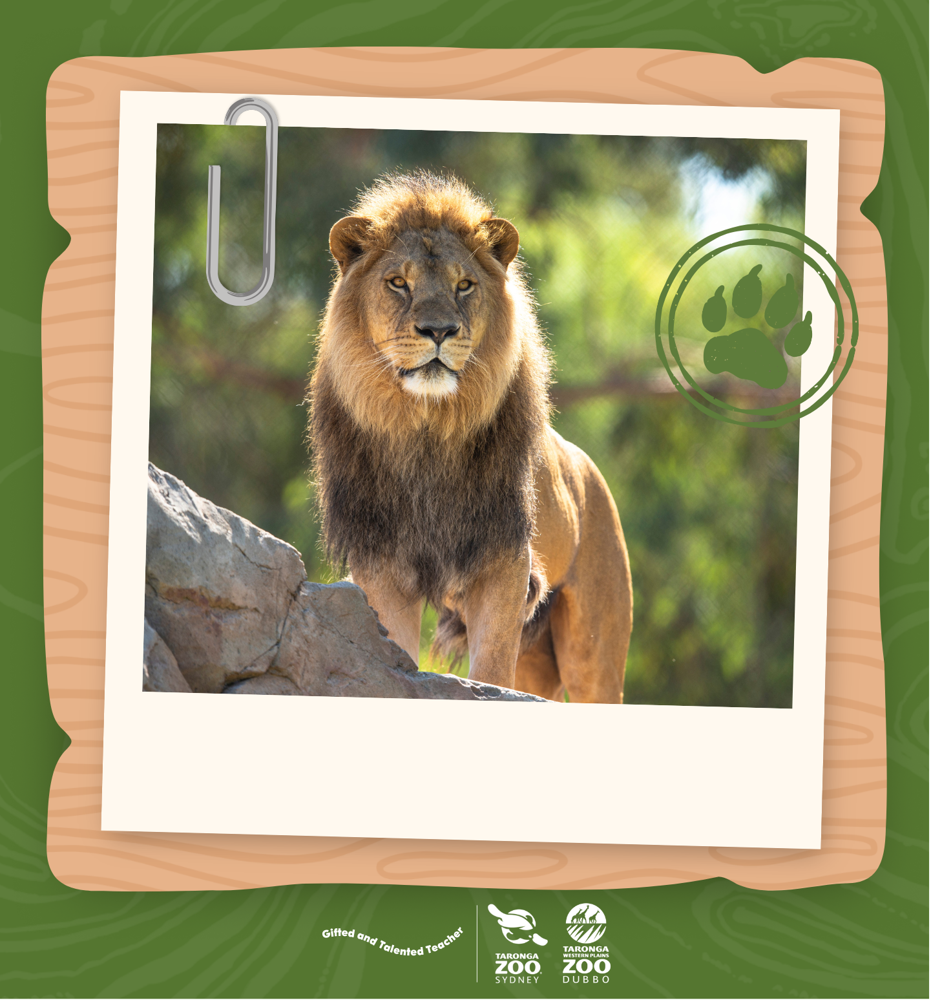 Gifted and Talented Teacher
TARONGA
ZOO
SYDNEY
TARONGA
WESTERN PLAINS
ZOO
DUBBO